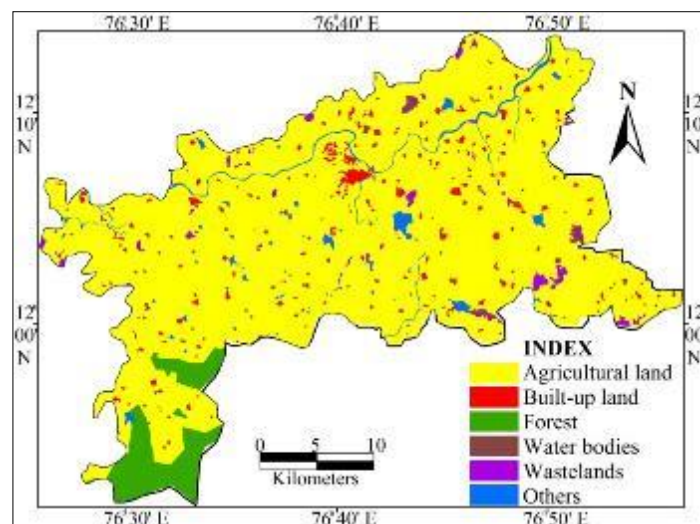 76°30' E 76°40' E 76°50' E
12°
10'
N
12°
10'
N
N
12°
00'
N
12°
00'
N
INDEX
Agricultural land
Built-up land
Forest
Water bodies
Wastelands
Others
0 5 10
Kilometers
76°30' E 76°40' E 76°50' E